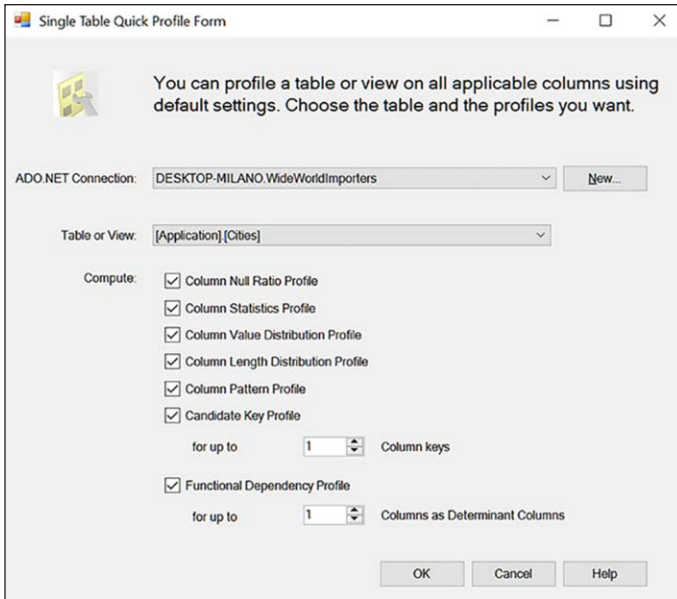 Single Table Quick Profile Form
You can profile a table or view on all applicable columns using
default settings. Choose the table and the profiles you want.
ADO.NET Connection: DESKTOP-MILANO.WideWorldImporters New...
Table or View: [Application].[Cities]
Compute: Column Null Ratio Profile
Column Statistics Profile
Column Value Distribution Profile
Column Length Distribution Profile
Column Pattern Profile
Candidate Key Profile
for up to 1 Column keys
Functional Dependency Profile
for up to 1 Columns as Determinant Columns
OK Cancel Help